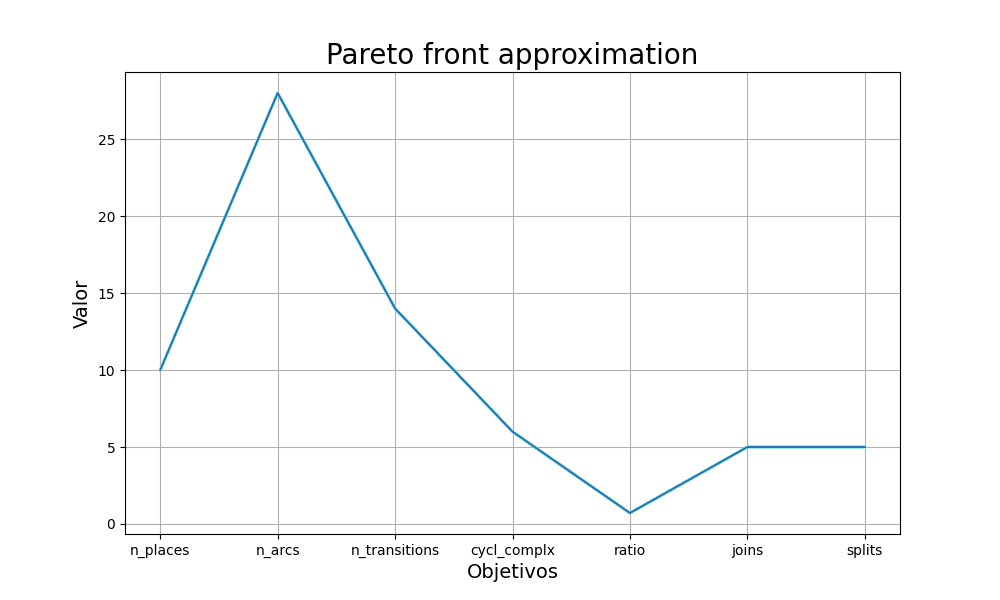 Pareto front approximation
Valor
25
20
15
10
5
0
n_places n_arcs n_transitions cycl_complx ratio joins splits
Objetivos